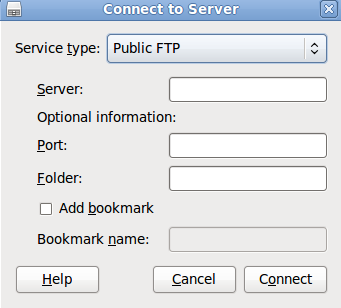 Connect to Server
Service type: Public FTP
Server:
Optional information:
Port:
Folder:
Add bookmark
Bookmark name:
Help Cancel Connect